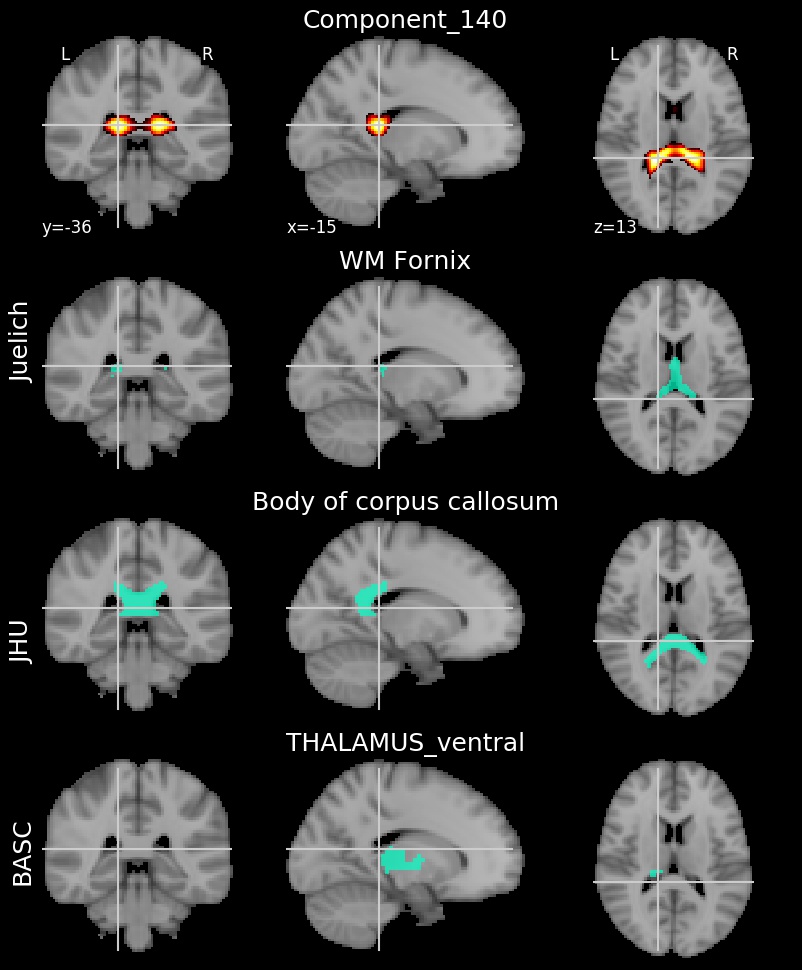 Component_140
L R L R
y=-36 x=-15 z=13
WM Fornix
Juelich
Body of corpus callosum
JHU
THALAMUS_ventral
BASC